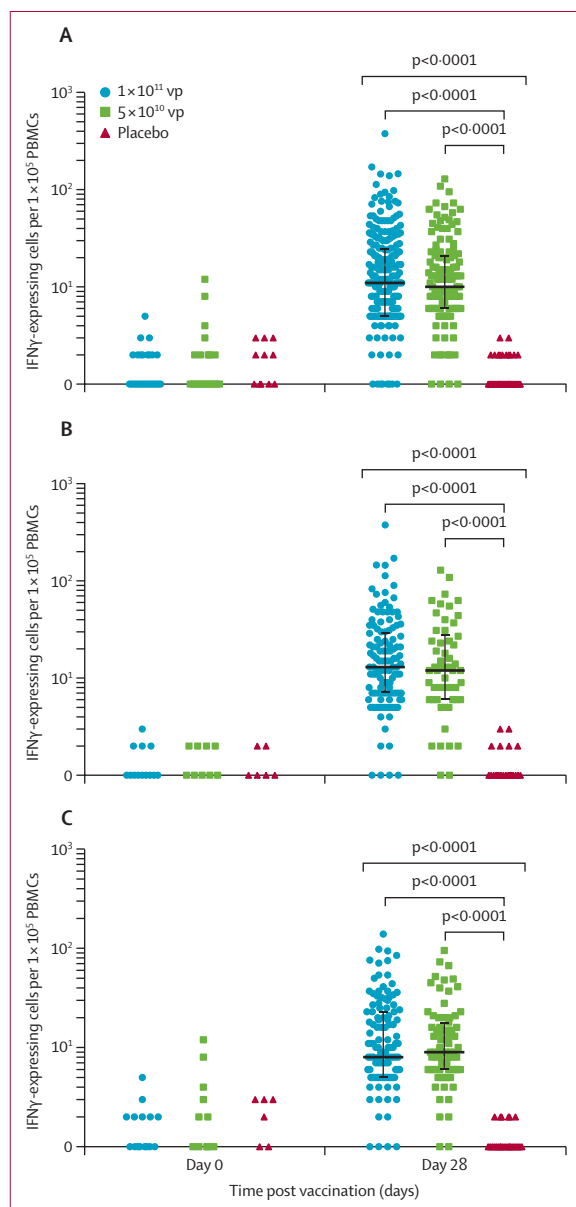 A
p<0·0001
p<0·0001
p<0·0001
10³
10²
10¹
0
IFNγ-expressing cells per 1×10⁵ PBMCs
1×10¹¹ vp
5×10¹⁰ vp
Placebo
B
p<0·0001
p<0·0001
p<0·0001
10³
10²
10¹
0
IFNγ-expressing cells per 1×10⁵ PBMCs
C
p<0·0001
p<0·0001
p<0·0001
10³
10²
10¹
0
IFNγ-expressing cells per 1×10⁵ PBMCs
Day 0 Day 28
Time post vaccination (days)